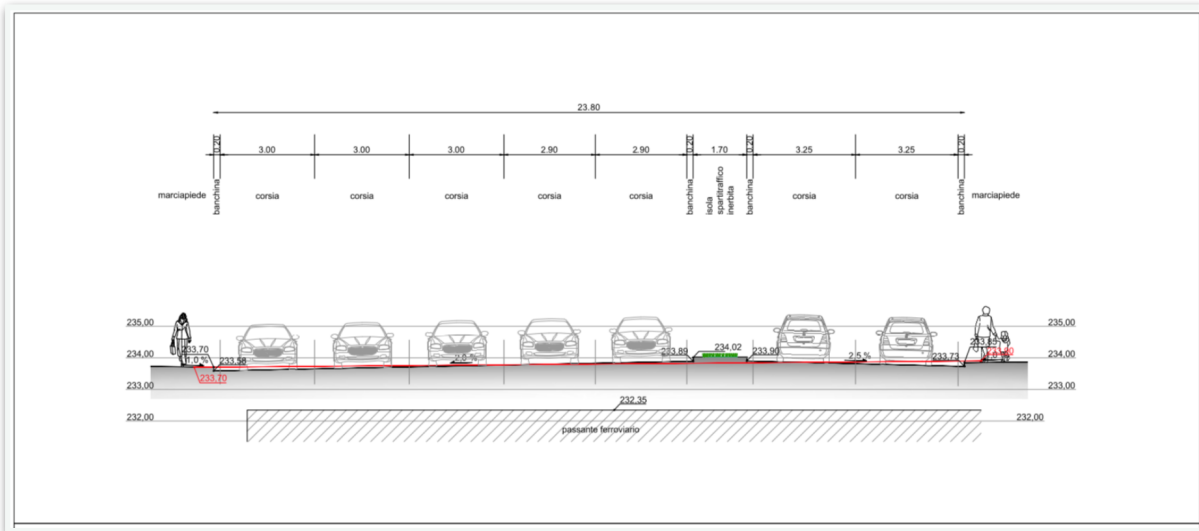 23.80
0.20 3.00 3.00 3.00 2.90 2.90 0.20 1.70 0.20 3.25 3.25 0.20
marciapiede banchina corsia corsia corsia corsia corsia banchina isola spartitraffico inerbita banchina corsia corsia banchina marciapiede
235,00 235,00
233.70 233.89 234,02 233.90 233.85
234,00 1.0 % 233.58 2.0 % 2.5 % 233.73 234,00
233.70
233,00 233,00
232.35
232,00 232,00
passante ferroviario